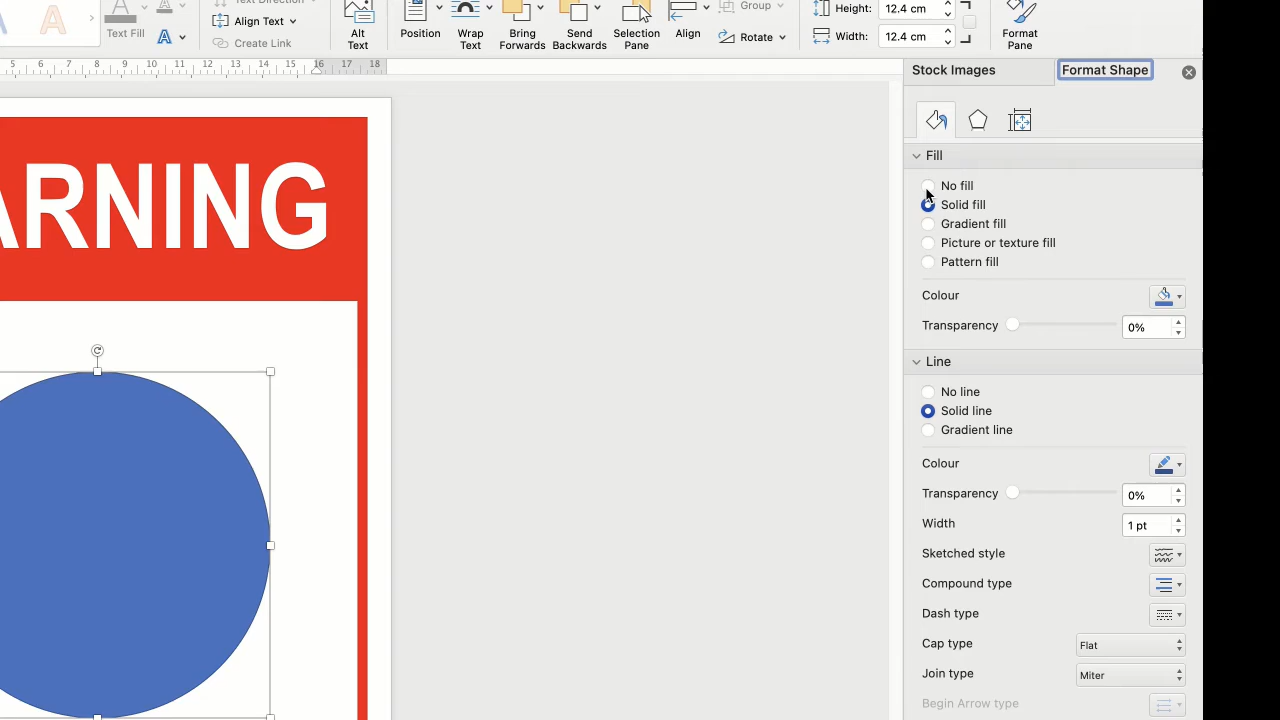 Text Direction
Text Fill
Align Text
Create Link
Alt
Text
Position
Wrap
Text
Bring
Forwards
Send
Backwards
Selection
Pane
Align
Group
Rotate
Height: 12.4 cm
Width: 12.4 cm
Format
Pane
5 6 7 8 9 10 11 12 13 14 15 16 17 18
Stock Images
Format Shape
ARNING
Fill
No fill
Solid fill
Gradient fill
Picture or texture fill
Pattern fill
Colour
Transparency 0%
Line
No line
Solid line
Gradient line
Colour
Transparency 0%
Width 1 pt
Sketched style
Compound type
Dash type
Cap type Flat
Join type Miter
Begin Arrow type